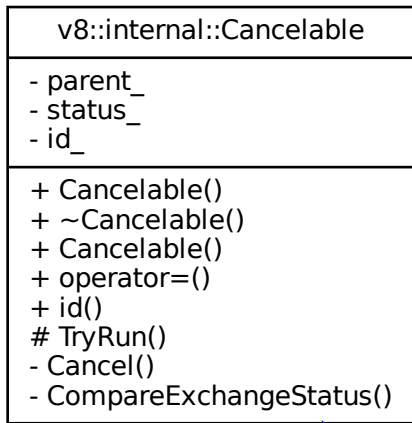 v8::internal::Cancelable
- parent_
- status_
- id_
+ Cancelable()
+ ~Cancelable()
+ Cancelable()
+ operator=()
+ id()
# TryRun()
- Cancel()
- CompareExchangeStatus()